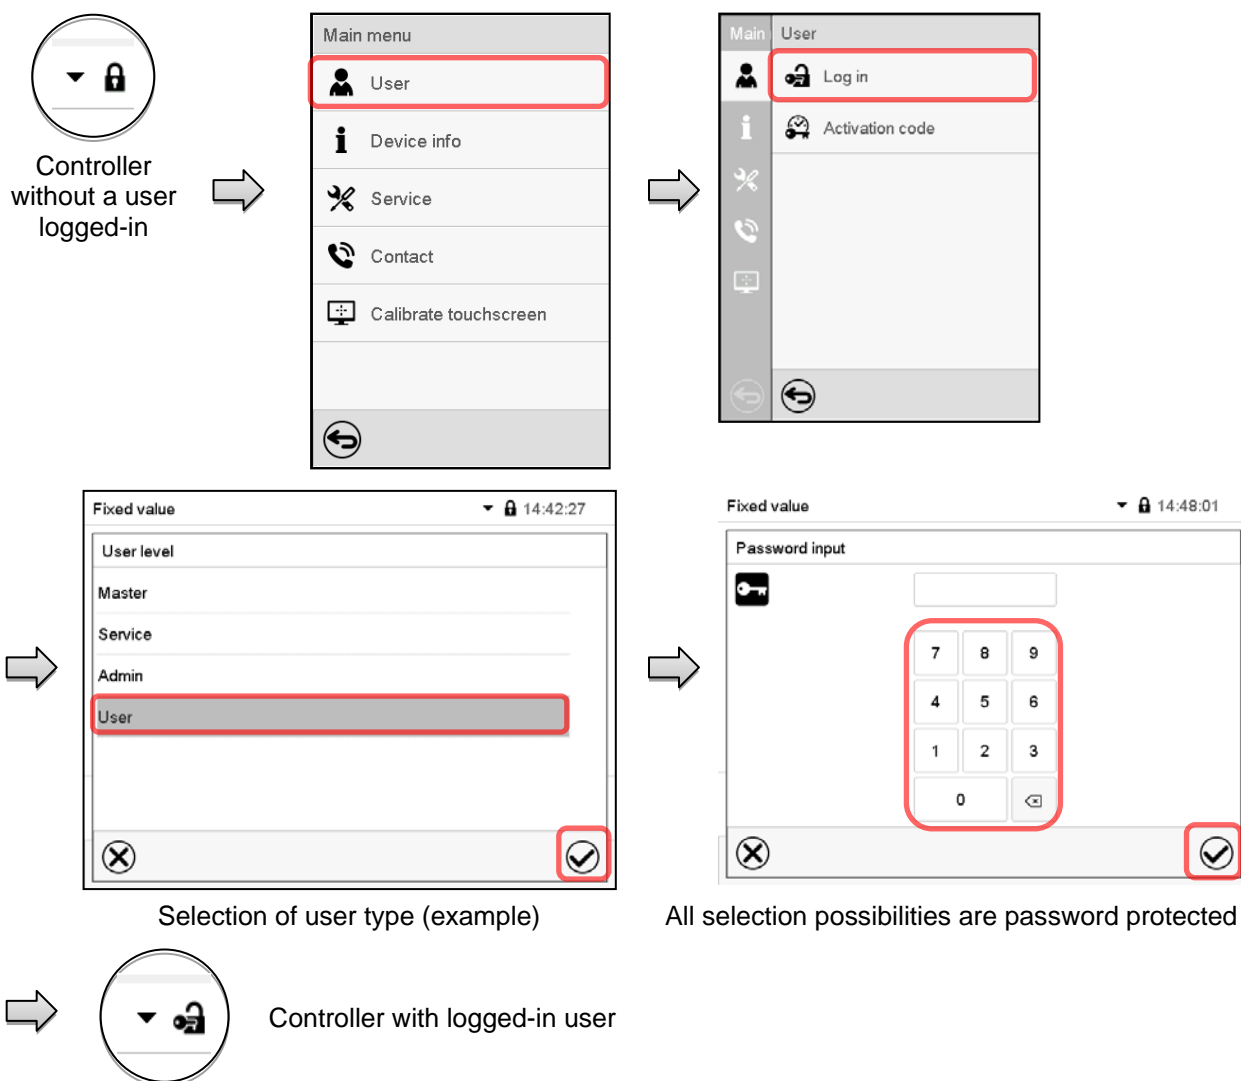 Controller
without a user
logged-in
Main menu
User
Device info
Service
Contact
Calibrate touchscreen
Main
User
Log in
Activation code
Fixed value
14:42:27
User level
Master
Service
Admin
User
Selection of user type (example)
Fixed value
14:48:01
Password input
7 8 9
4 5 6
1 2 3
0
All selection possibilities are password protected
Controller with logged-in user